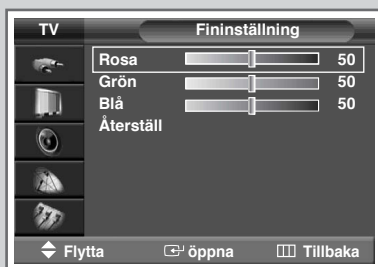 TV Fininställning
Rosa 50
Grön 50
Blå 50
Återställ
Flytta öppna Tillbaka